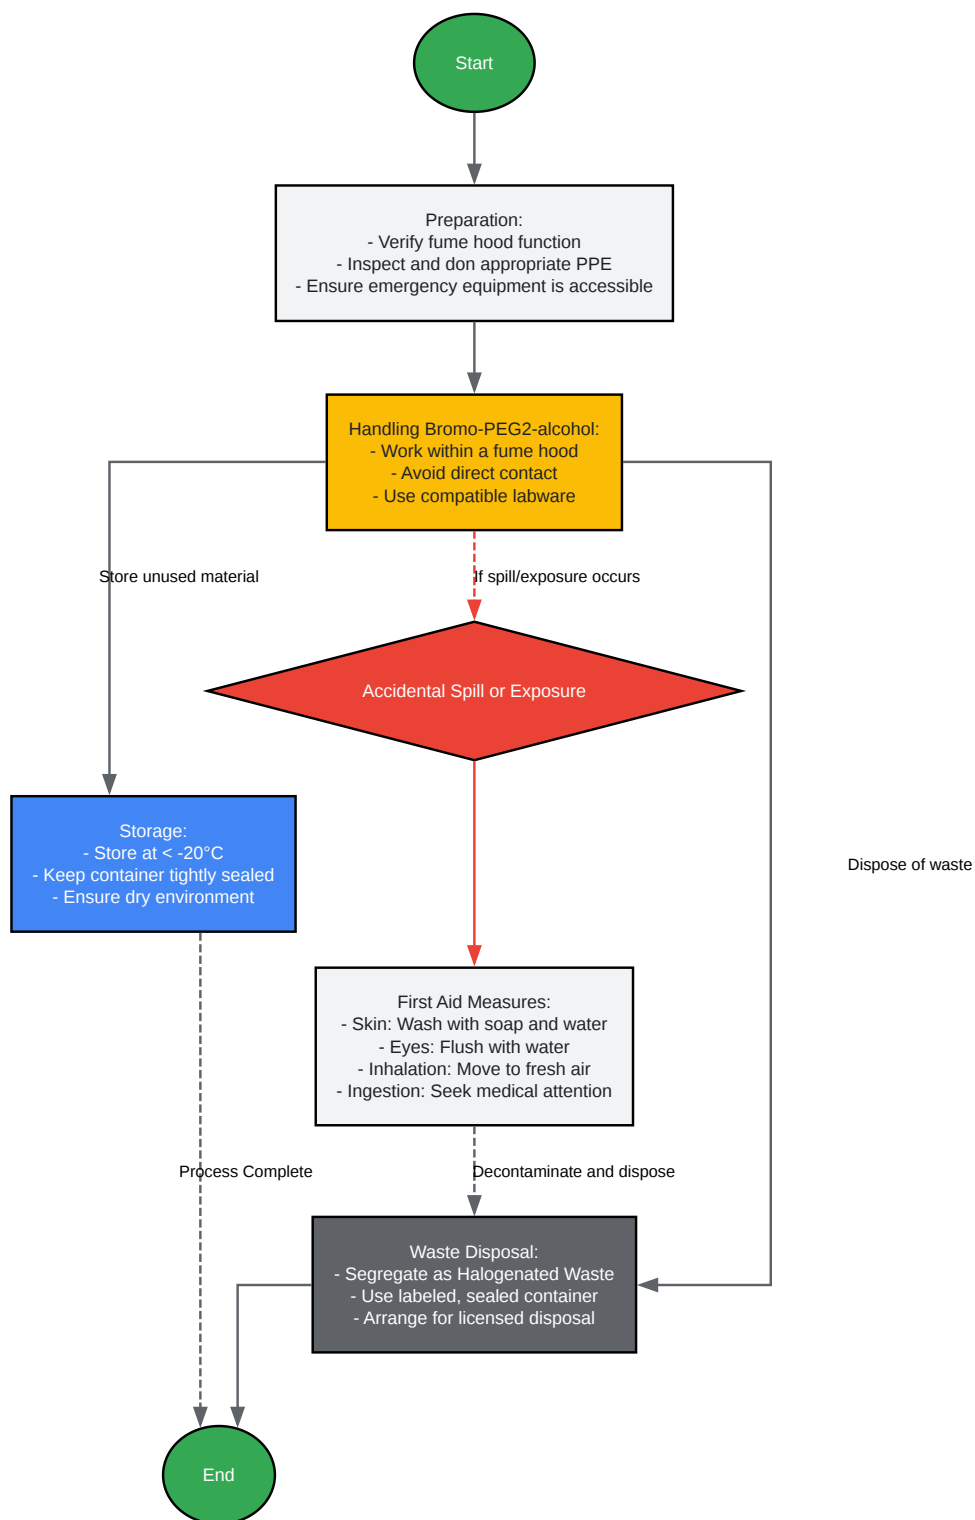 Start
Preparation:
- Verify fume hood function
- Inspect and don appropriate PPE
- Ensure emergency equipment is accessible
Handling Bromo-PEG2-alcohol:
- Work within a fume hood
- Avoid direct contact
- Use compatible labware
Store unused material
If spill/exposure occurs
Accidental Spill or Exposure
Storage:
- Store at < -20°C
- Keep container tightly sealed
- Ensure dry environment
Dispose of waste
First Aid Measures:
- Skin: Wash with soap and water
- Eyes: Flush with water
- Inhalation: Move to fresh air
- Ingestion: Seek medical attention
Process Complete
Decontaminate and dispose
Waste Disposal:
- Segregate as Halogenated Waste
- Use labeled, sealed container
- Arrange for licensed disposal
End